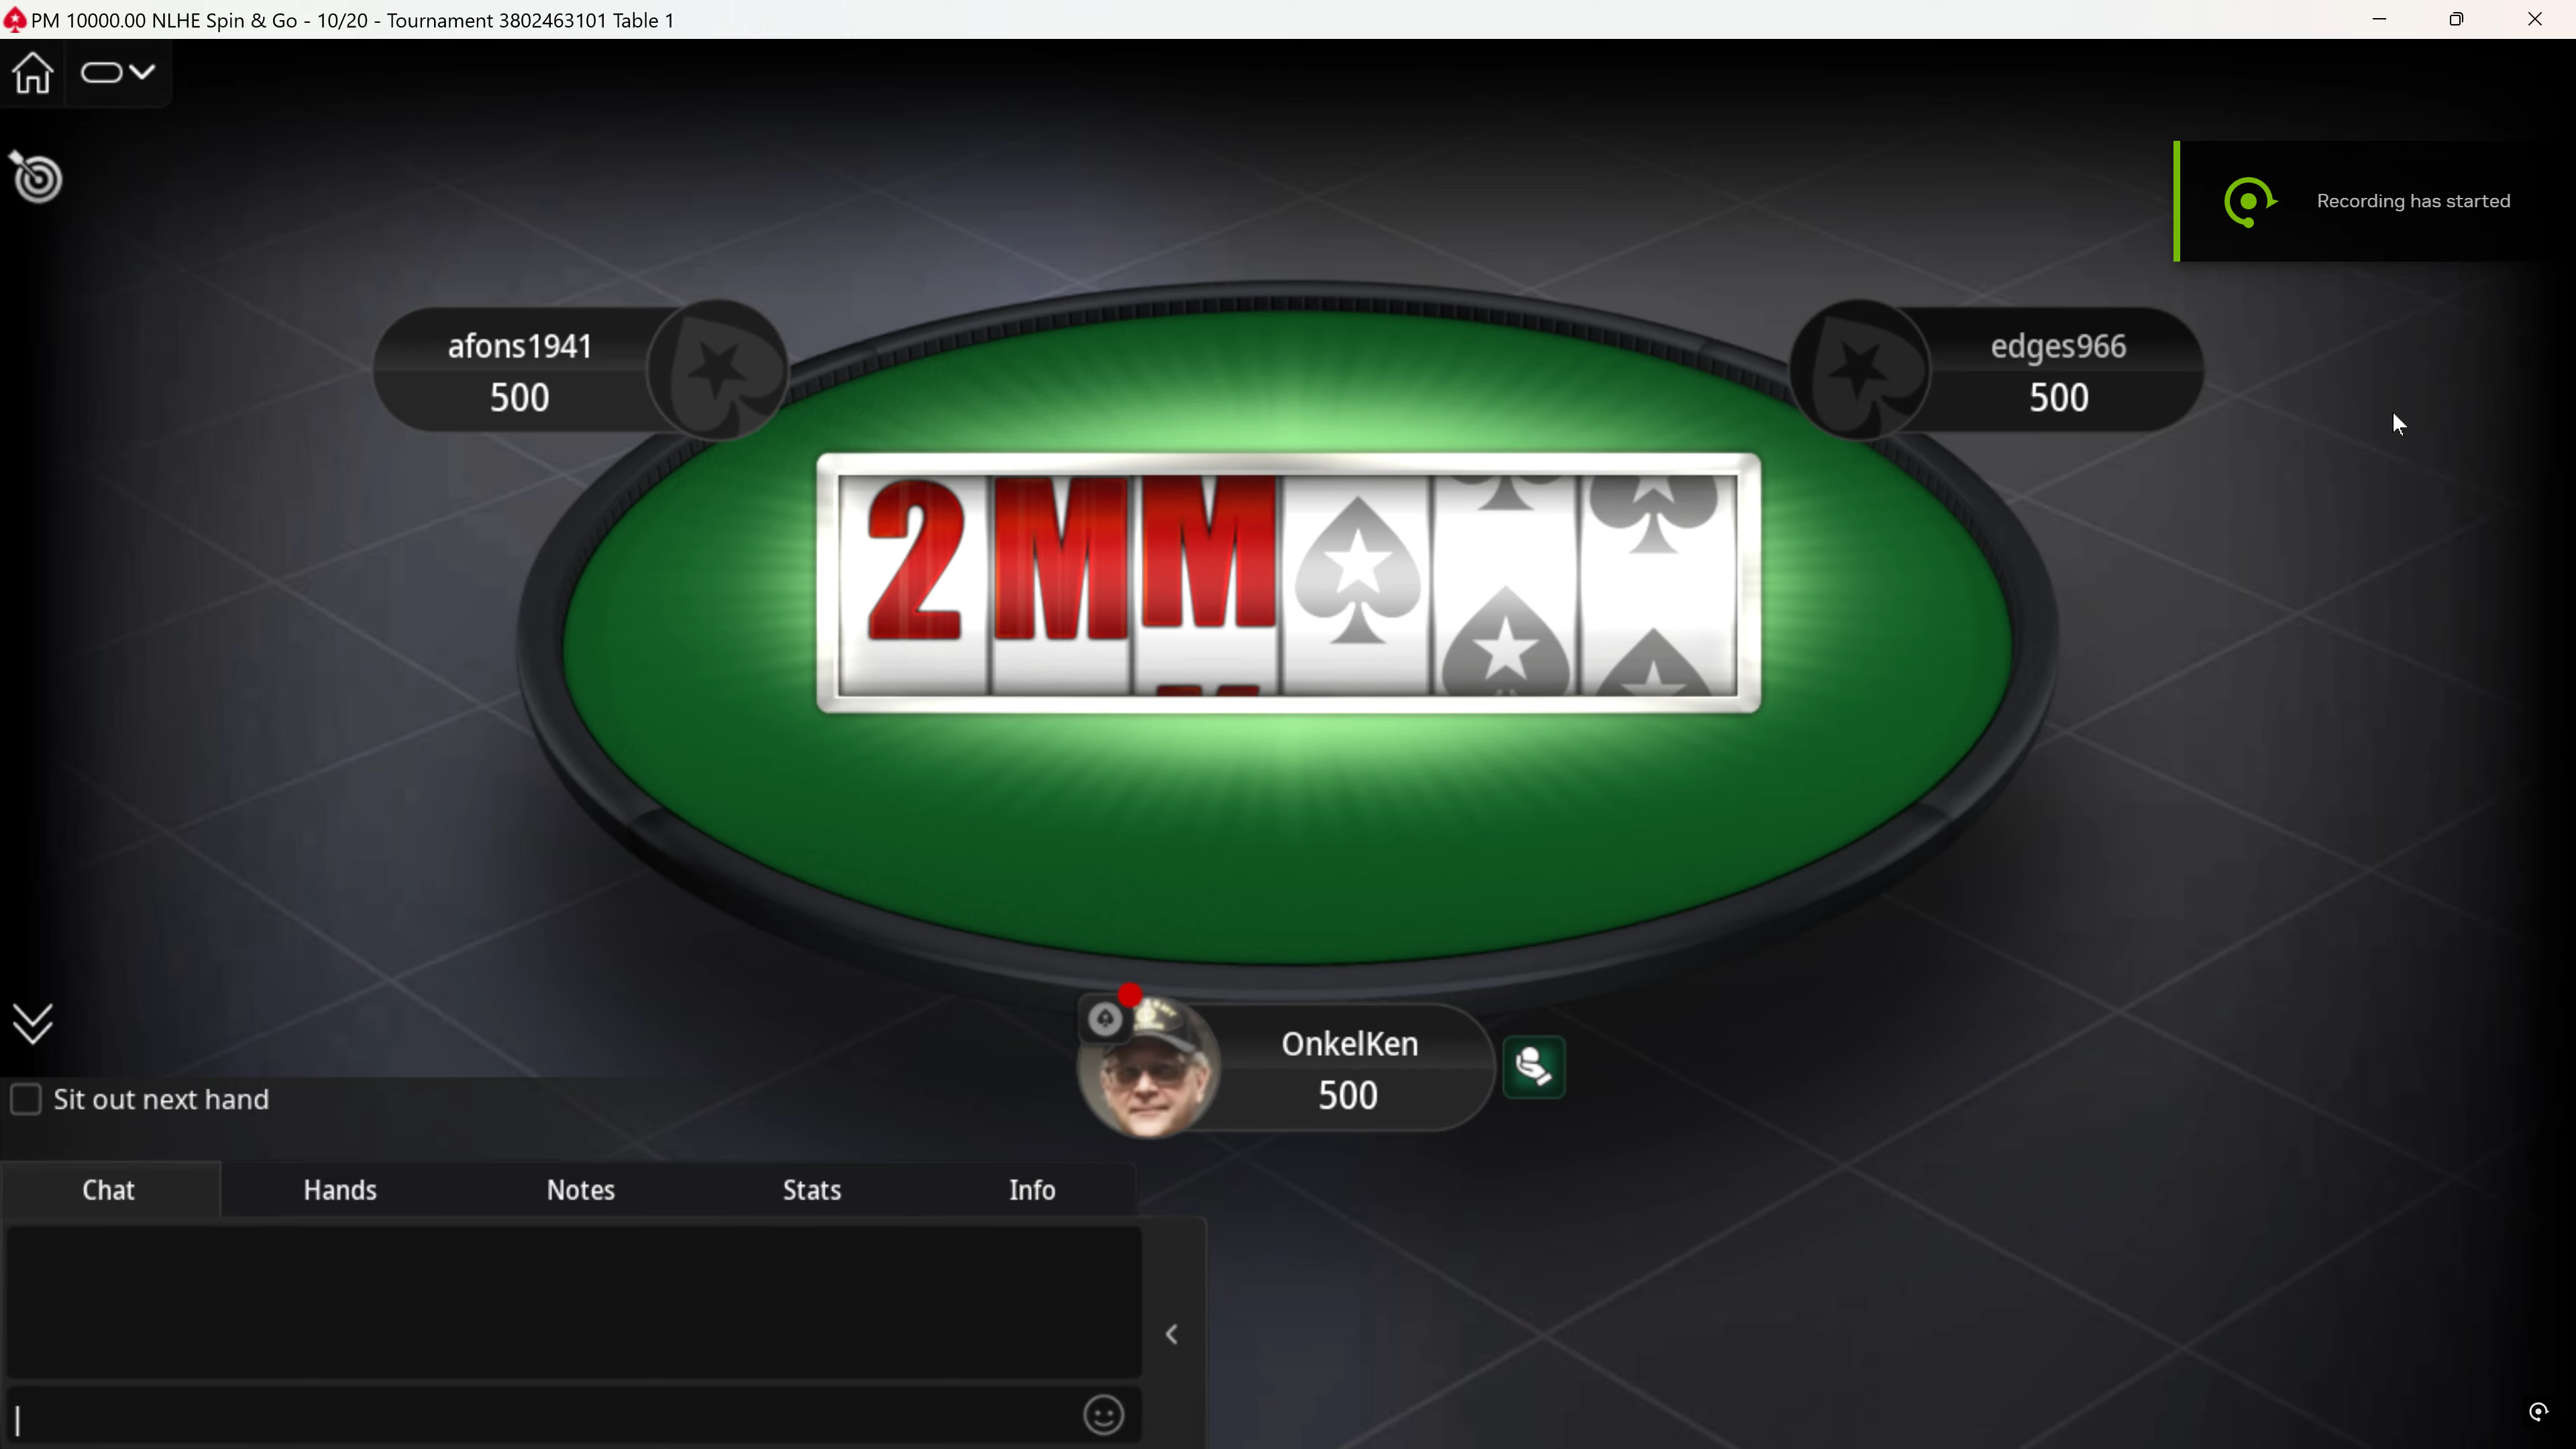 PM 10000.00 NLHE Spin & Go - 10/20 - Tournament 3802463101 Table 1
Recording has started
afons1941
500
edges966
500
2MM
OnkelKen
500
Sit out next hand
Chat Hands Notes Stats Info